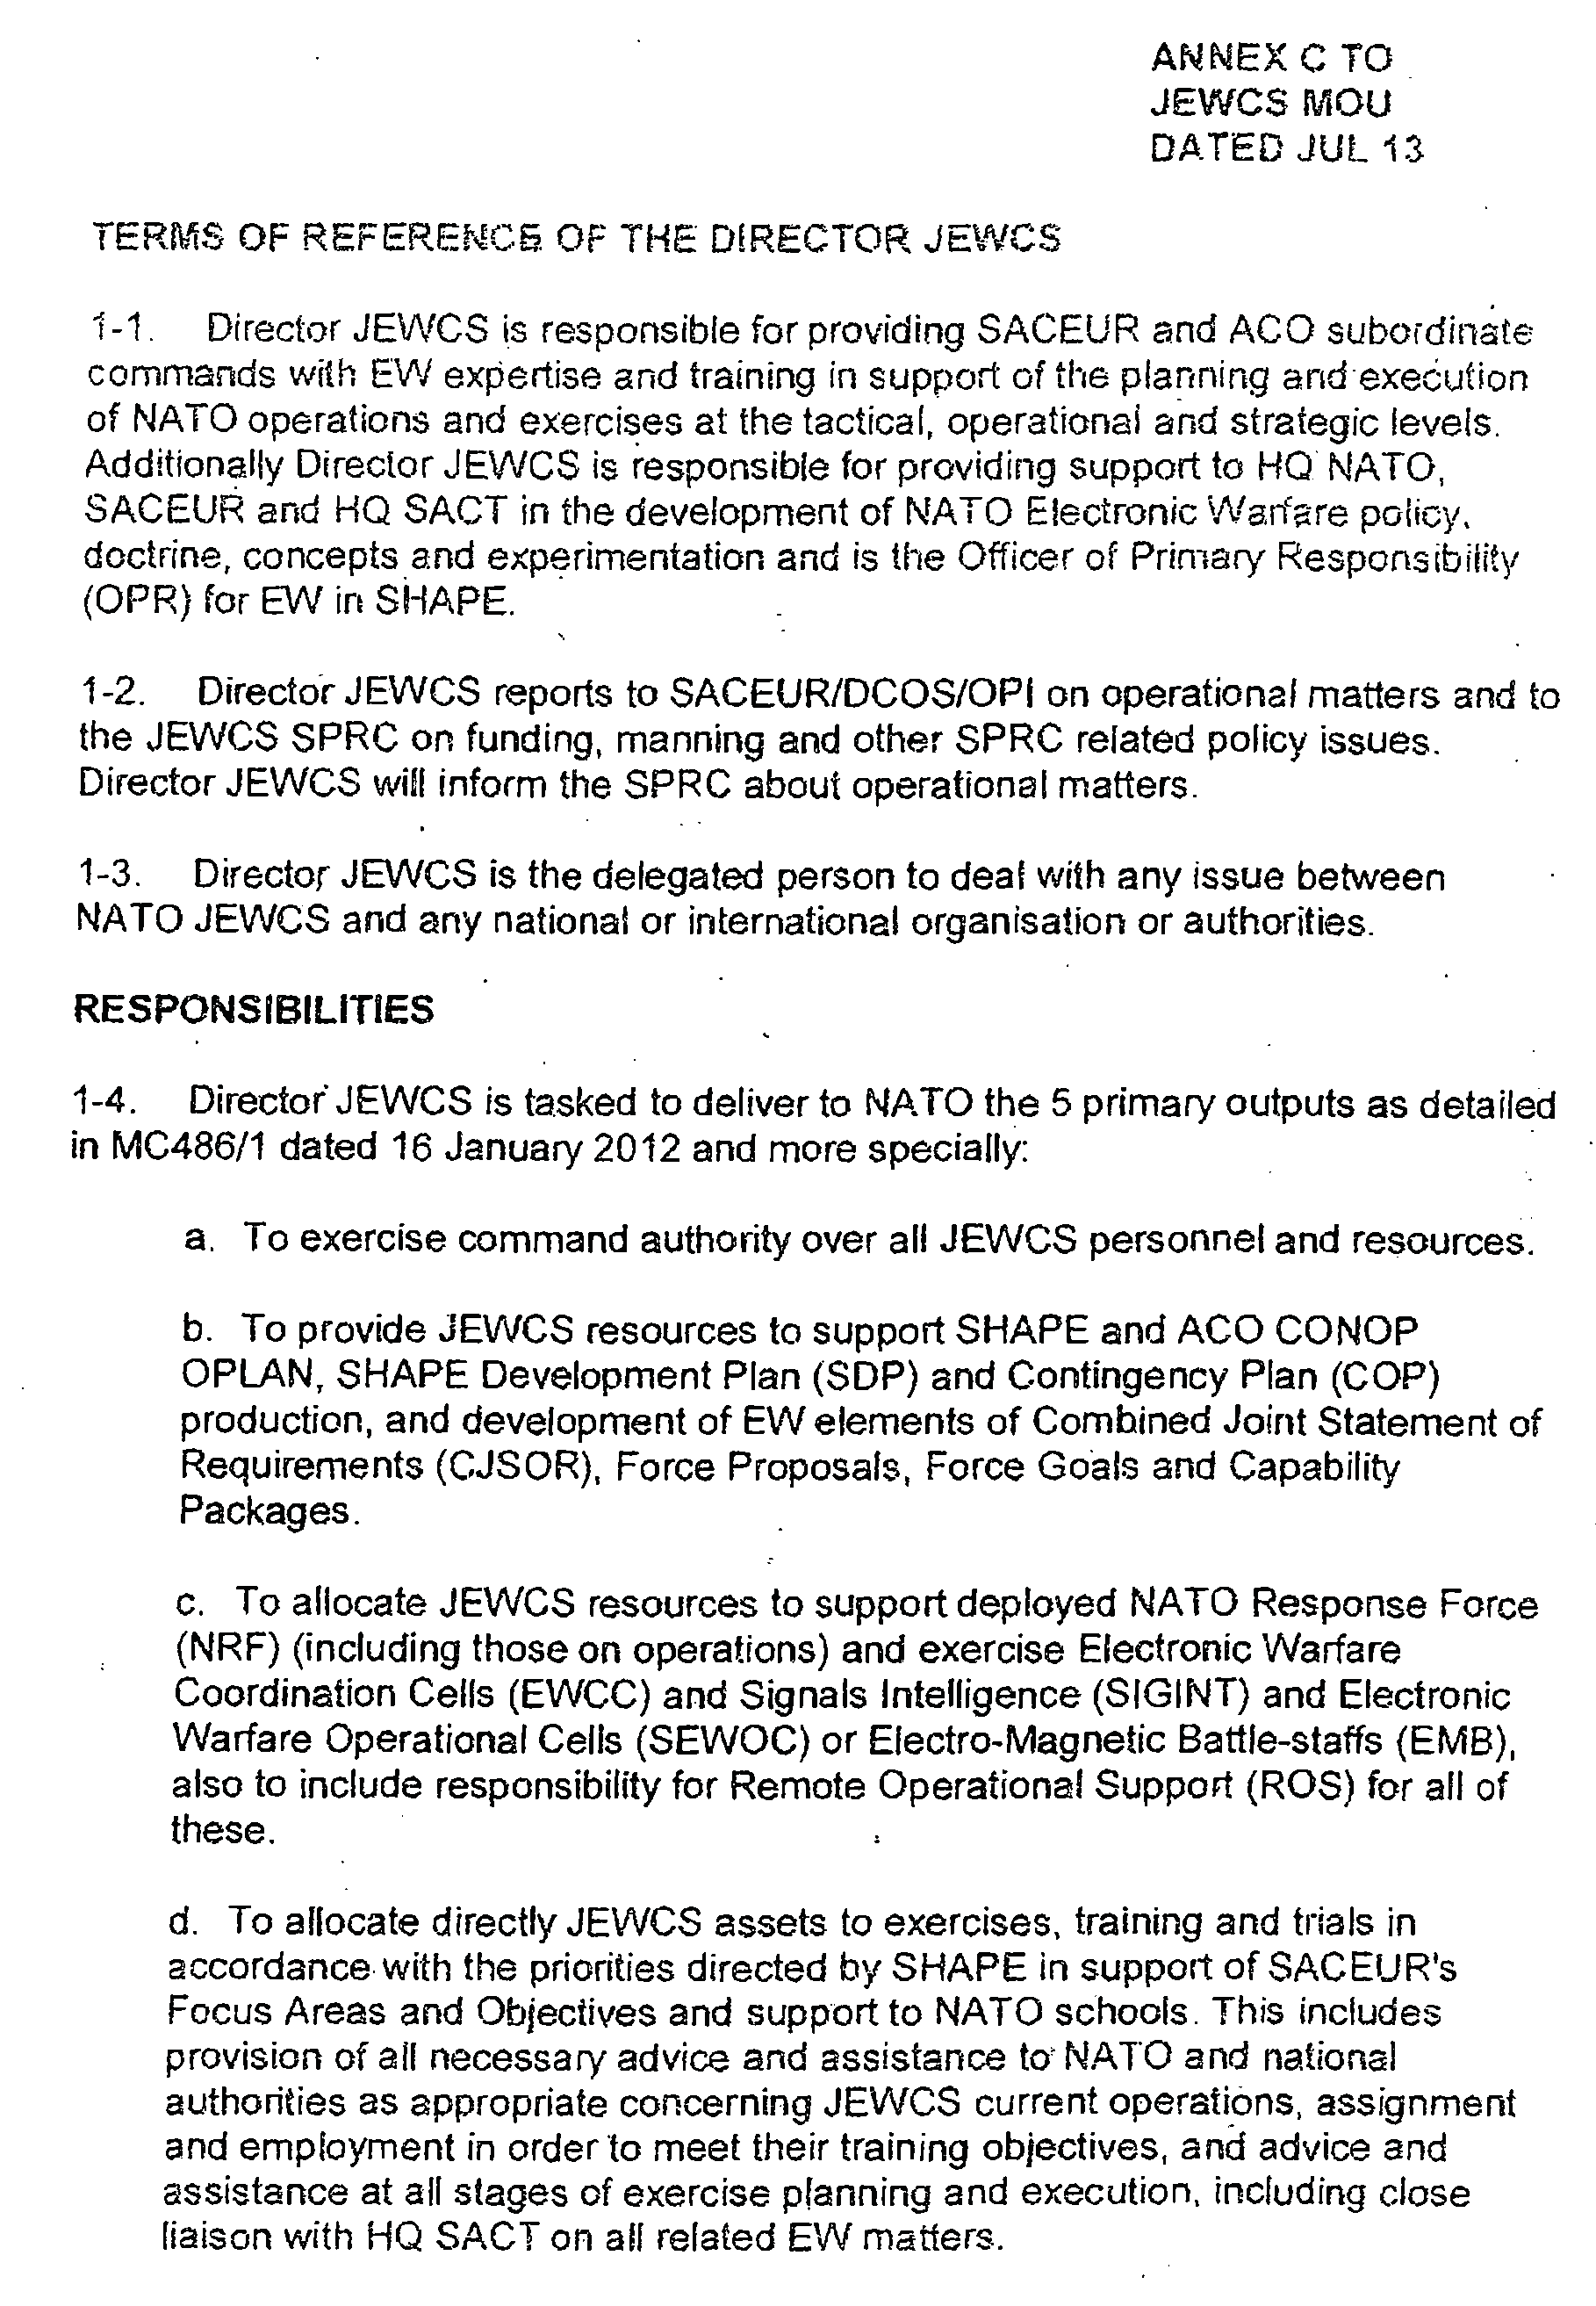 ANNEX C TO
JEWCS MOU
DATED JUL 13
TERMS OF REFERENCE OF THE DIRECTOR JEWCS
1-1. Director JEWCS is responsible for providing SACEUR and ACO subordinate
commands with EW expertise and training in support of the planning and execution
of NATO operations and exercises at the tactical, operational and strategic levels.
Additionally Director JEWCS is responsible for providing support to HQ NATO,
SACEUR and HQ SACT in the development of NATO Electronic Warfare policy,
doctrine, concepts and experimentation and is the Officer of Primary Responsibility
(OPR) for EW in SHAPE.
1-2. Director JEWCS reports to SACEUR/DCOS/OPI on operational matters and to
the JEWCS SPRC on funding, manning and other SPRC related policy issues.
Director JEWCS will inform the SPRC about operational matters.
1-3. Director JEWCS is the delegated person to deal with any issue between
NATO JEWCS and any national or international organisation or authorities.
RESPONSIBILITIES
1-4. Director JEWCS is tasked to deliver to NATO the 5 primary outputs as detailed
in MC486/1 dated 16 January 2012 and more specially:
a. To exercise command authority over all JEWCS personnel and resources.
b. To provide JEWCS resources to support SHAPE and ACO CONOP
OPLAN, SHAPE Development Plan (SDP) and Contingency Plan (COP)
production, and development of EW elements of Combined Joint Statement of
Requirements (CJSOR), Force Proposals, Force Goals and Capability
Packages.
c. To allocate JEWCS resources to support deployed NATO Response Force
(NRF) (including those on operations) and exercise Electronic Warfare
Coordination Cells (EWCC) and Signals Intelligence (SIGINT) and Electronic
Warfare Operational Cells (SEWOC) or Electro-Magnetic Battle-staffs (EMB),
also to include responsibility for Remote Operational Support (ROS) for all of
these.
d. To allocate directly JEWCS assets to exercises, training and trials in
accordance with the priorities directed by SHAPE in support of SACEUR's
Focus Areas and Objectives and support to NATO schools. This includes
provision of all necessary advice and assistance to NATO and national
authorities as appropriate concerning JEWCS current operations, assignment
and employment in order to meet their training objectives, and advice and
assistance at all stages of exercise planning and execution, including close
liaison with HQ SACT on all related EW matters.